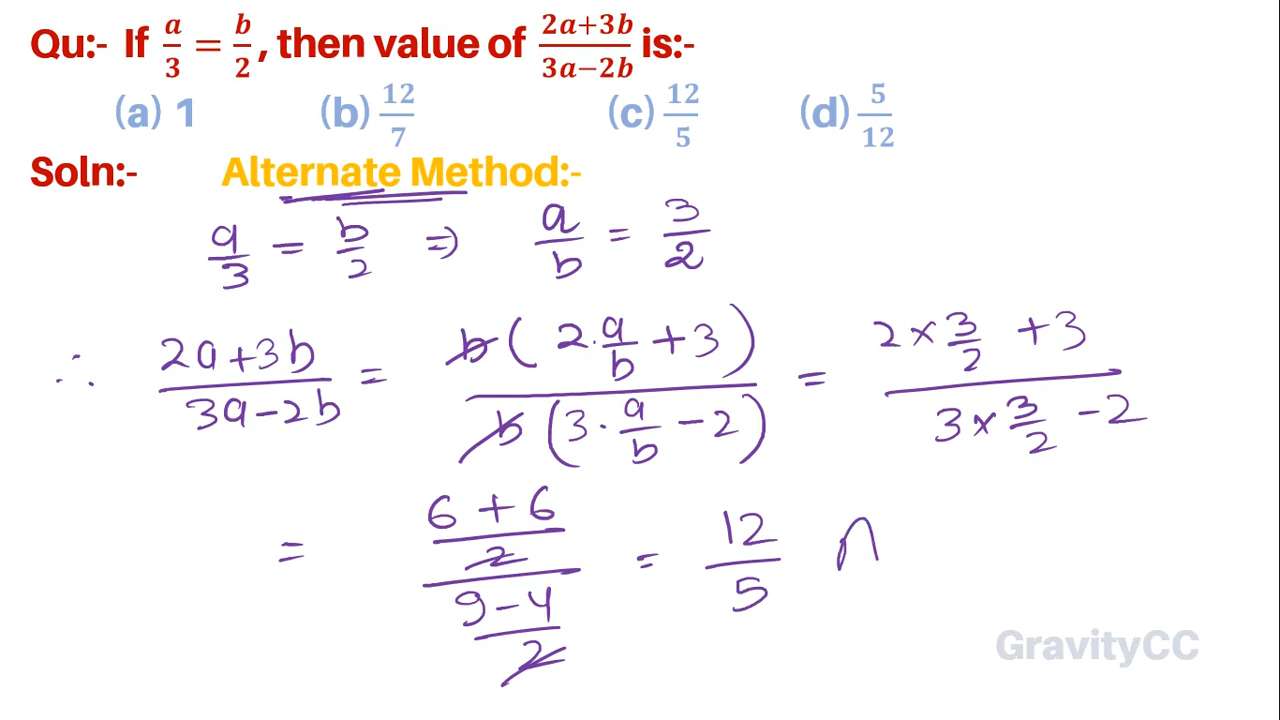 Qu:- If a/3 = b/2, then value of (2a+3b)/(3a−2b) is:-
(a) 1 (b) 12/7 (c) 12/5 (d) 5/12
Soln:- Alternate Method:-
a/3 = b/2 ⇒ a/b = 3/2
∴ (2a+3b)/(3a−2b) = b(2·a/b + 3)/b(3·a/b − 2) = (2×3/2 + 3)/(3×3/2 − 2)
= ((6+6)/2)/((9−4)/2) = 12/5
GravityCC